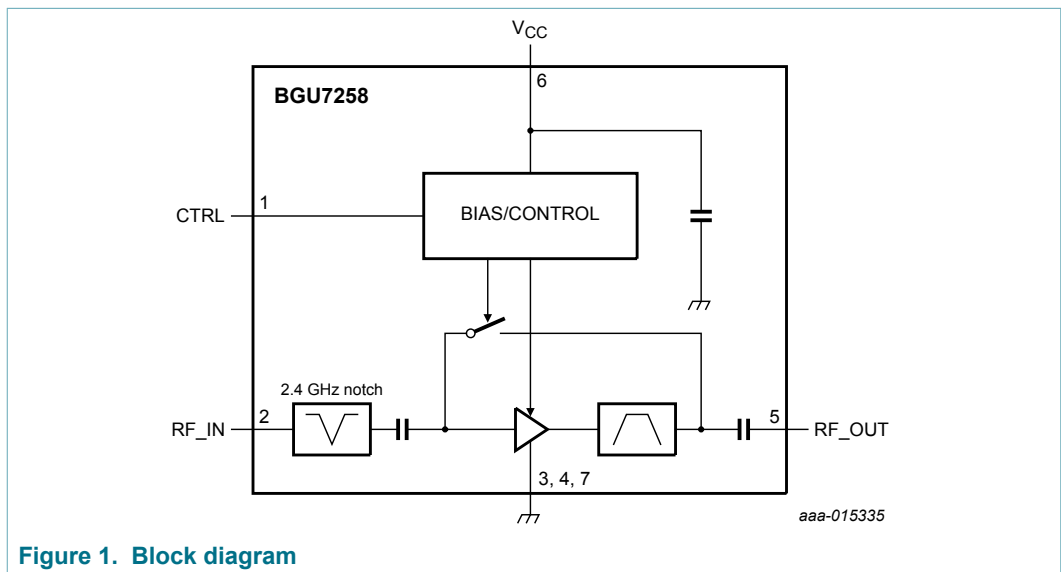 VCC
6
BGU7258
CTRL
1
BIAS/CONTROL
2.4 GHz notch
RF_IN
2
5
RF_OUT
3, 4, 7
aaa-015335
Figure 1. Block diagram